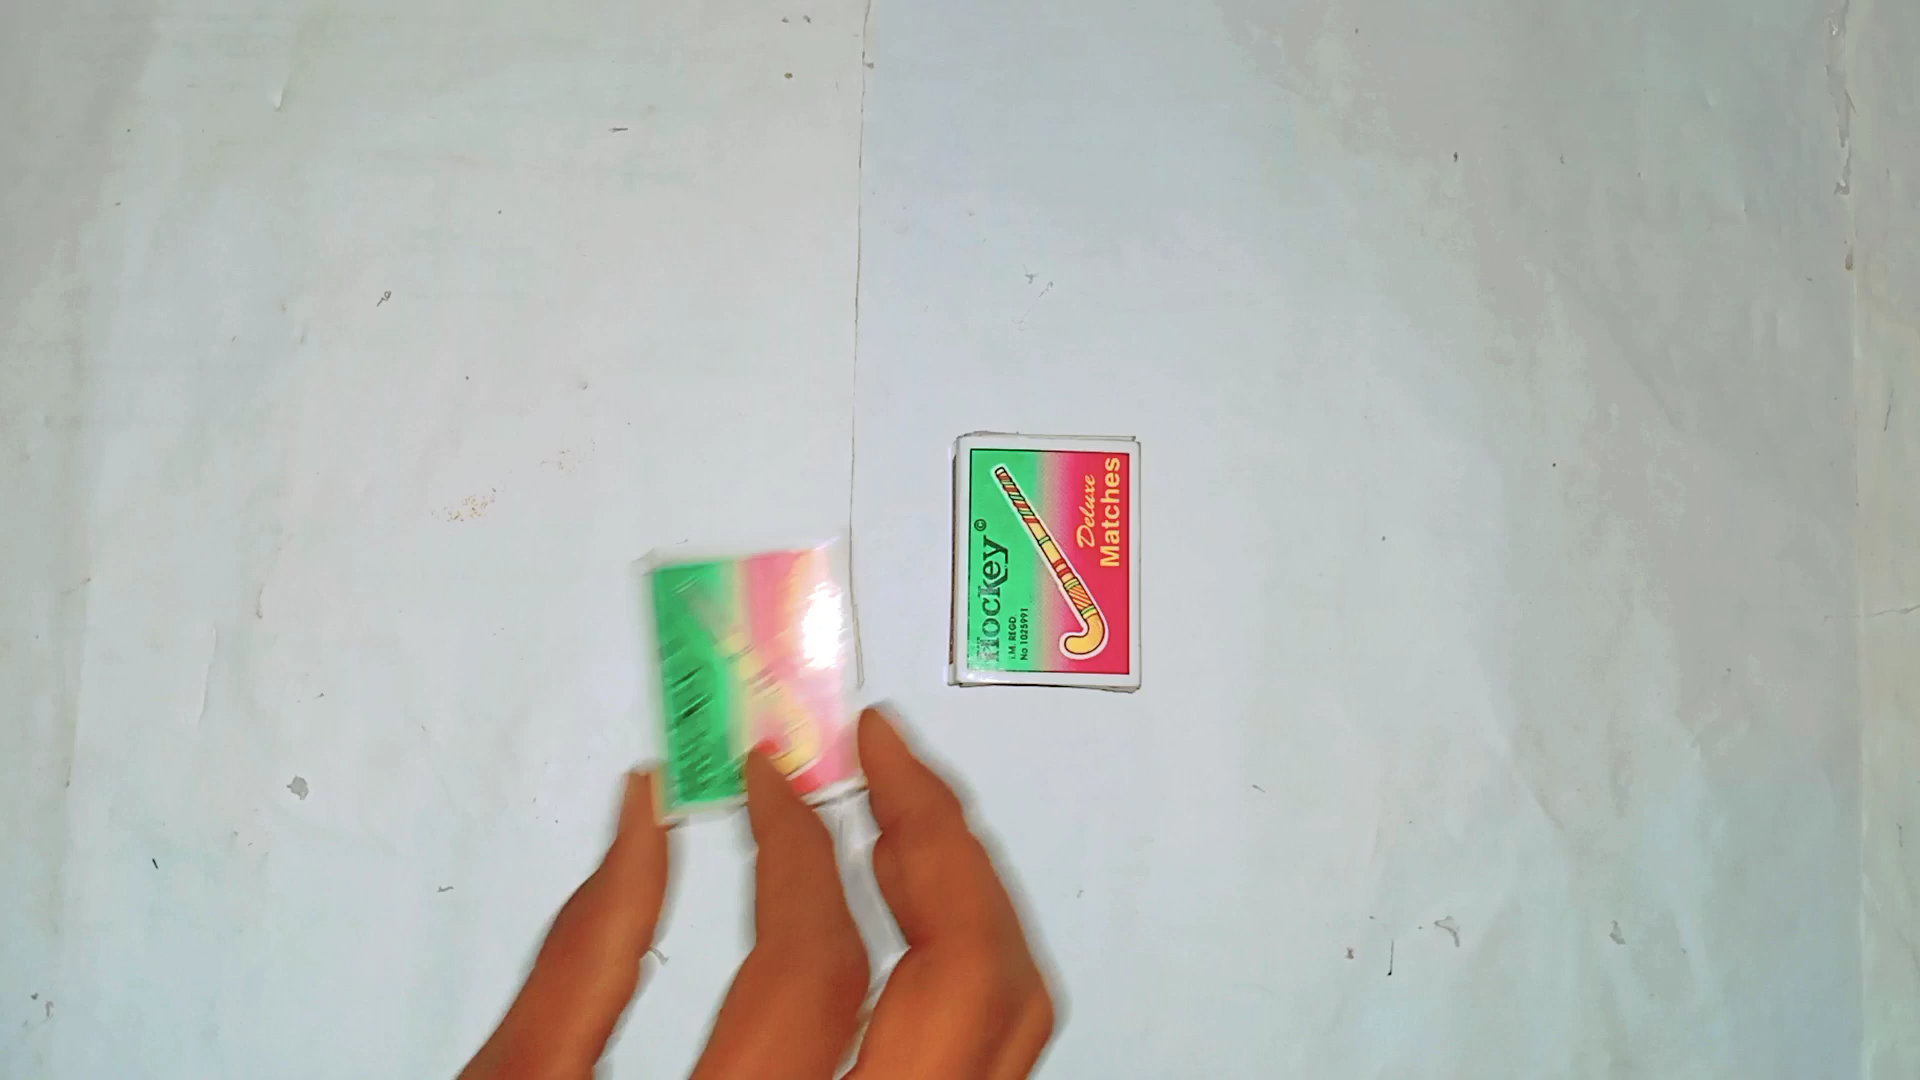 Hockey©
T.M. REGD.
No. 1025991
Deluxe
Matches